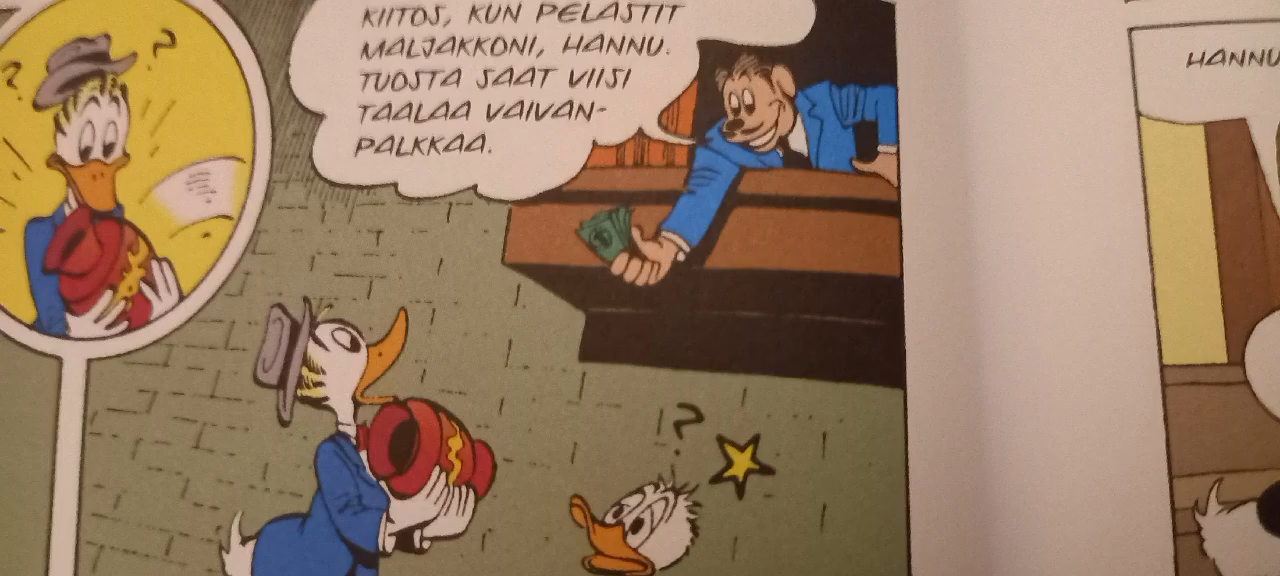 ?
?
KIITOS, KUN PELASTIT
MALJAKKONI, HANNU.
TUOSTA SAAT VIISI
TAALAA VAIVAN-
PALKKAA.
?
HANNU